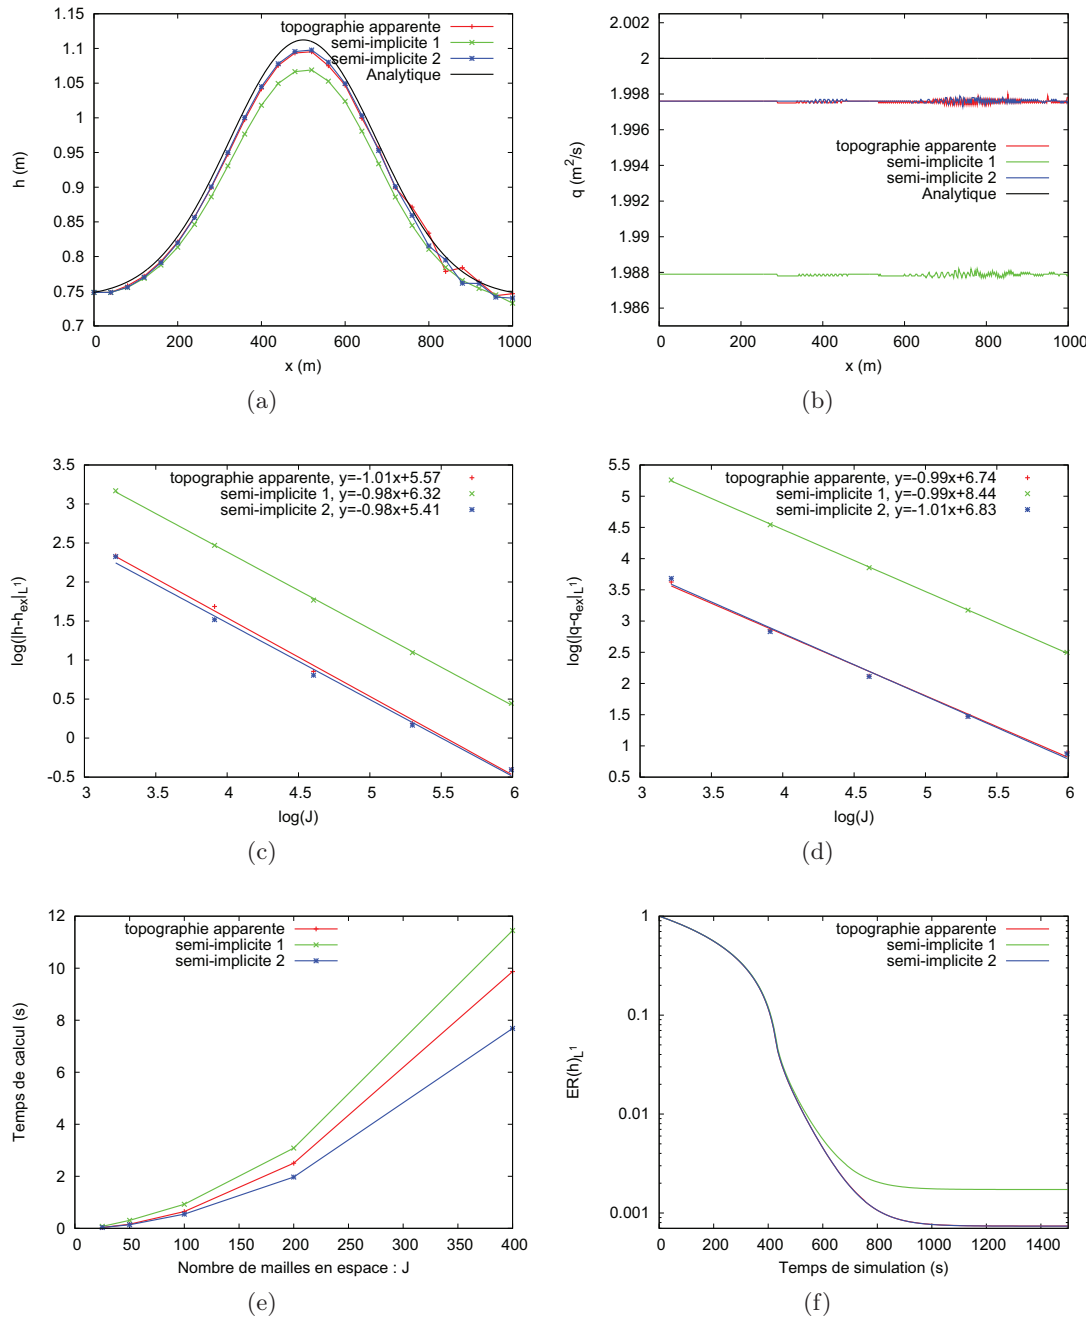 1.15
1.1
1.05
1
0.95
0.9
0.85
0.8
0.75
0.7
h (m)
topographie apparente
semi-implicite 1
semi-implicite 2
Analytique
0 200 400 600 800 1000
x (m)
(a)
2.002
2
1.998
1.996
1.994
1.992
1.99
1.988
1.986
q (m²/s)
topographie apparente
semi-implicite 1
semi-implicite 2
Analytique
0 200 400 600 800 1000
x (m)
(b)
3.5
3
2.5
2
1.5
1
0.5
0
-0.5
log(|h-hex|L¹)
topographie apparente, y=-1.01x+5.57
semi-implicite 1, y=-0.98x+6.32
semi-implicite 2, y=-0.98x+5.41
3 3.5 4 4.5 5 5.5 6
log(J)
(c)
5.5
5
4.5
4
3.5
3
2.5
2
1.5
1
0.5
log(|q-qex|L¹)
topographie apparente, y=-0.99x+6.74
semi-implicite 1, y=-0.99x+8.44
semi-implicite 2, y=-1.01x+6.83
3 3.5 4 4.5 5 5.5 6
log(J)
(d)
12
10
8
6
4
2
0
Temps de calcul (s)
topographie apparente
semi-implicite 1
semi-implicite 2
0 50 100 150 200 250 300 350 400
Nombre de mailles en espace : J
(e)
1
0.1
0.01
0.001
ER(h)L¹
topographie apparente
semi-implicite 1
semi-implicite 2
0 200 400 600 800 1000 1200 1400
Temps de simulation (s)
(f)